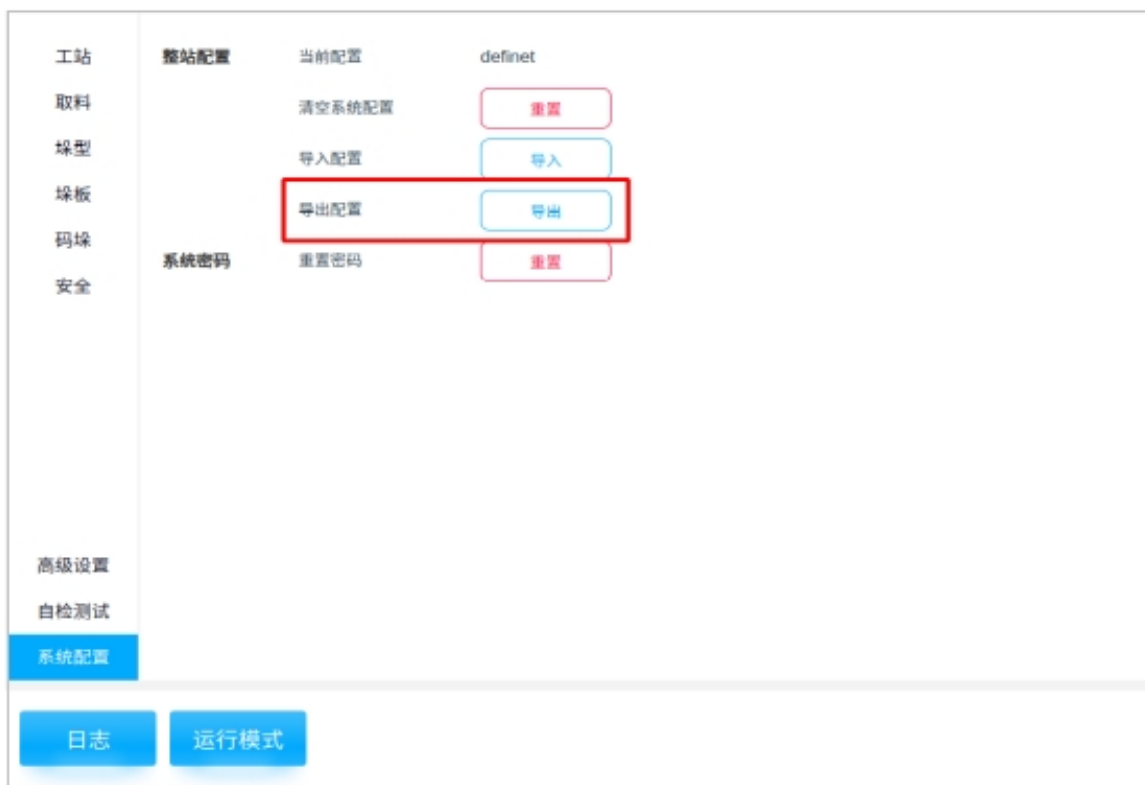 工站
取料
垛型
垛板
码垛
安全
高级设置
自检测试
系统配置
整站配置 当前配置 definet
清空系统配置 重置
导入配置 导入
导出配置 导出
系统密码 重置密码 重置
日志 运行模式